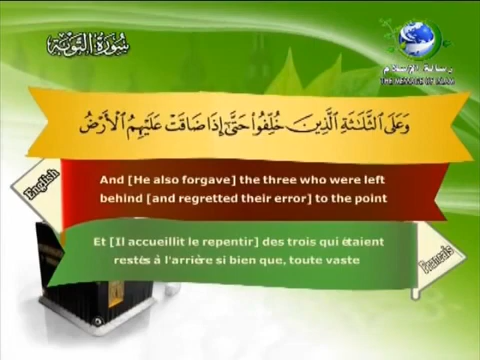 سورة التوبة
رسالة الإسلام
THE MESSAGE OF ISLAM
وَعَلَى الثَّلَاثَةِ الَّذِينَ خُلِّفُوا حَتَّىٰ إِذَا ضَاقَتْ عَلَيْهِمُ الْأَرْضُ
English
And [He also forgave] the three who were left
behind [and regretted their error] to the point
Et [Il accueillit le repentir] des trois qui étaient
restés à l'arrière si bien que, toute vaste
Francais